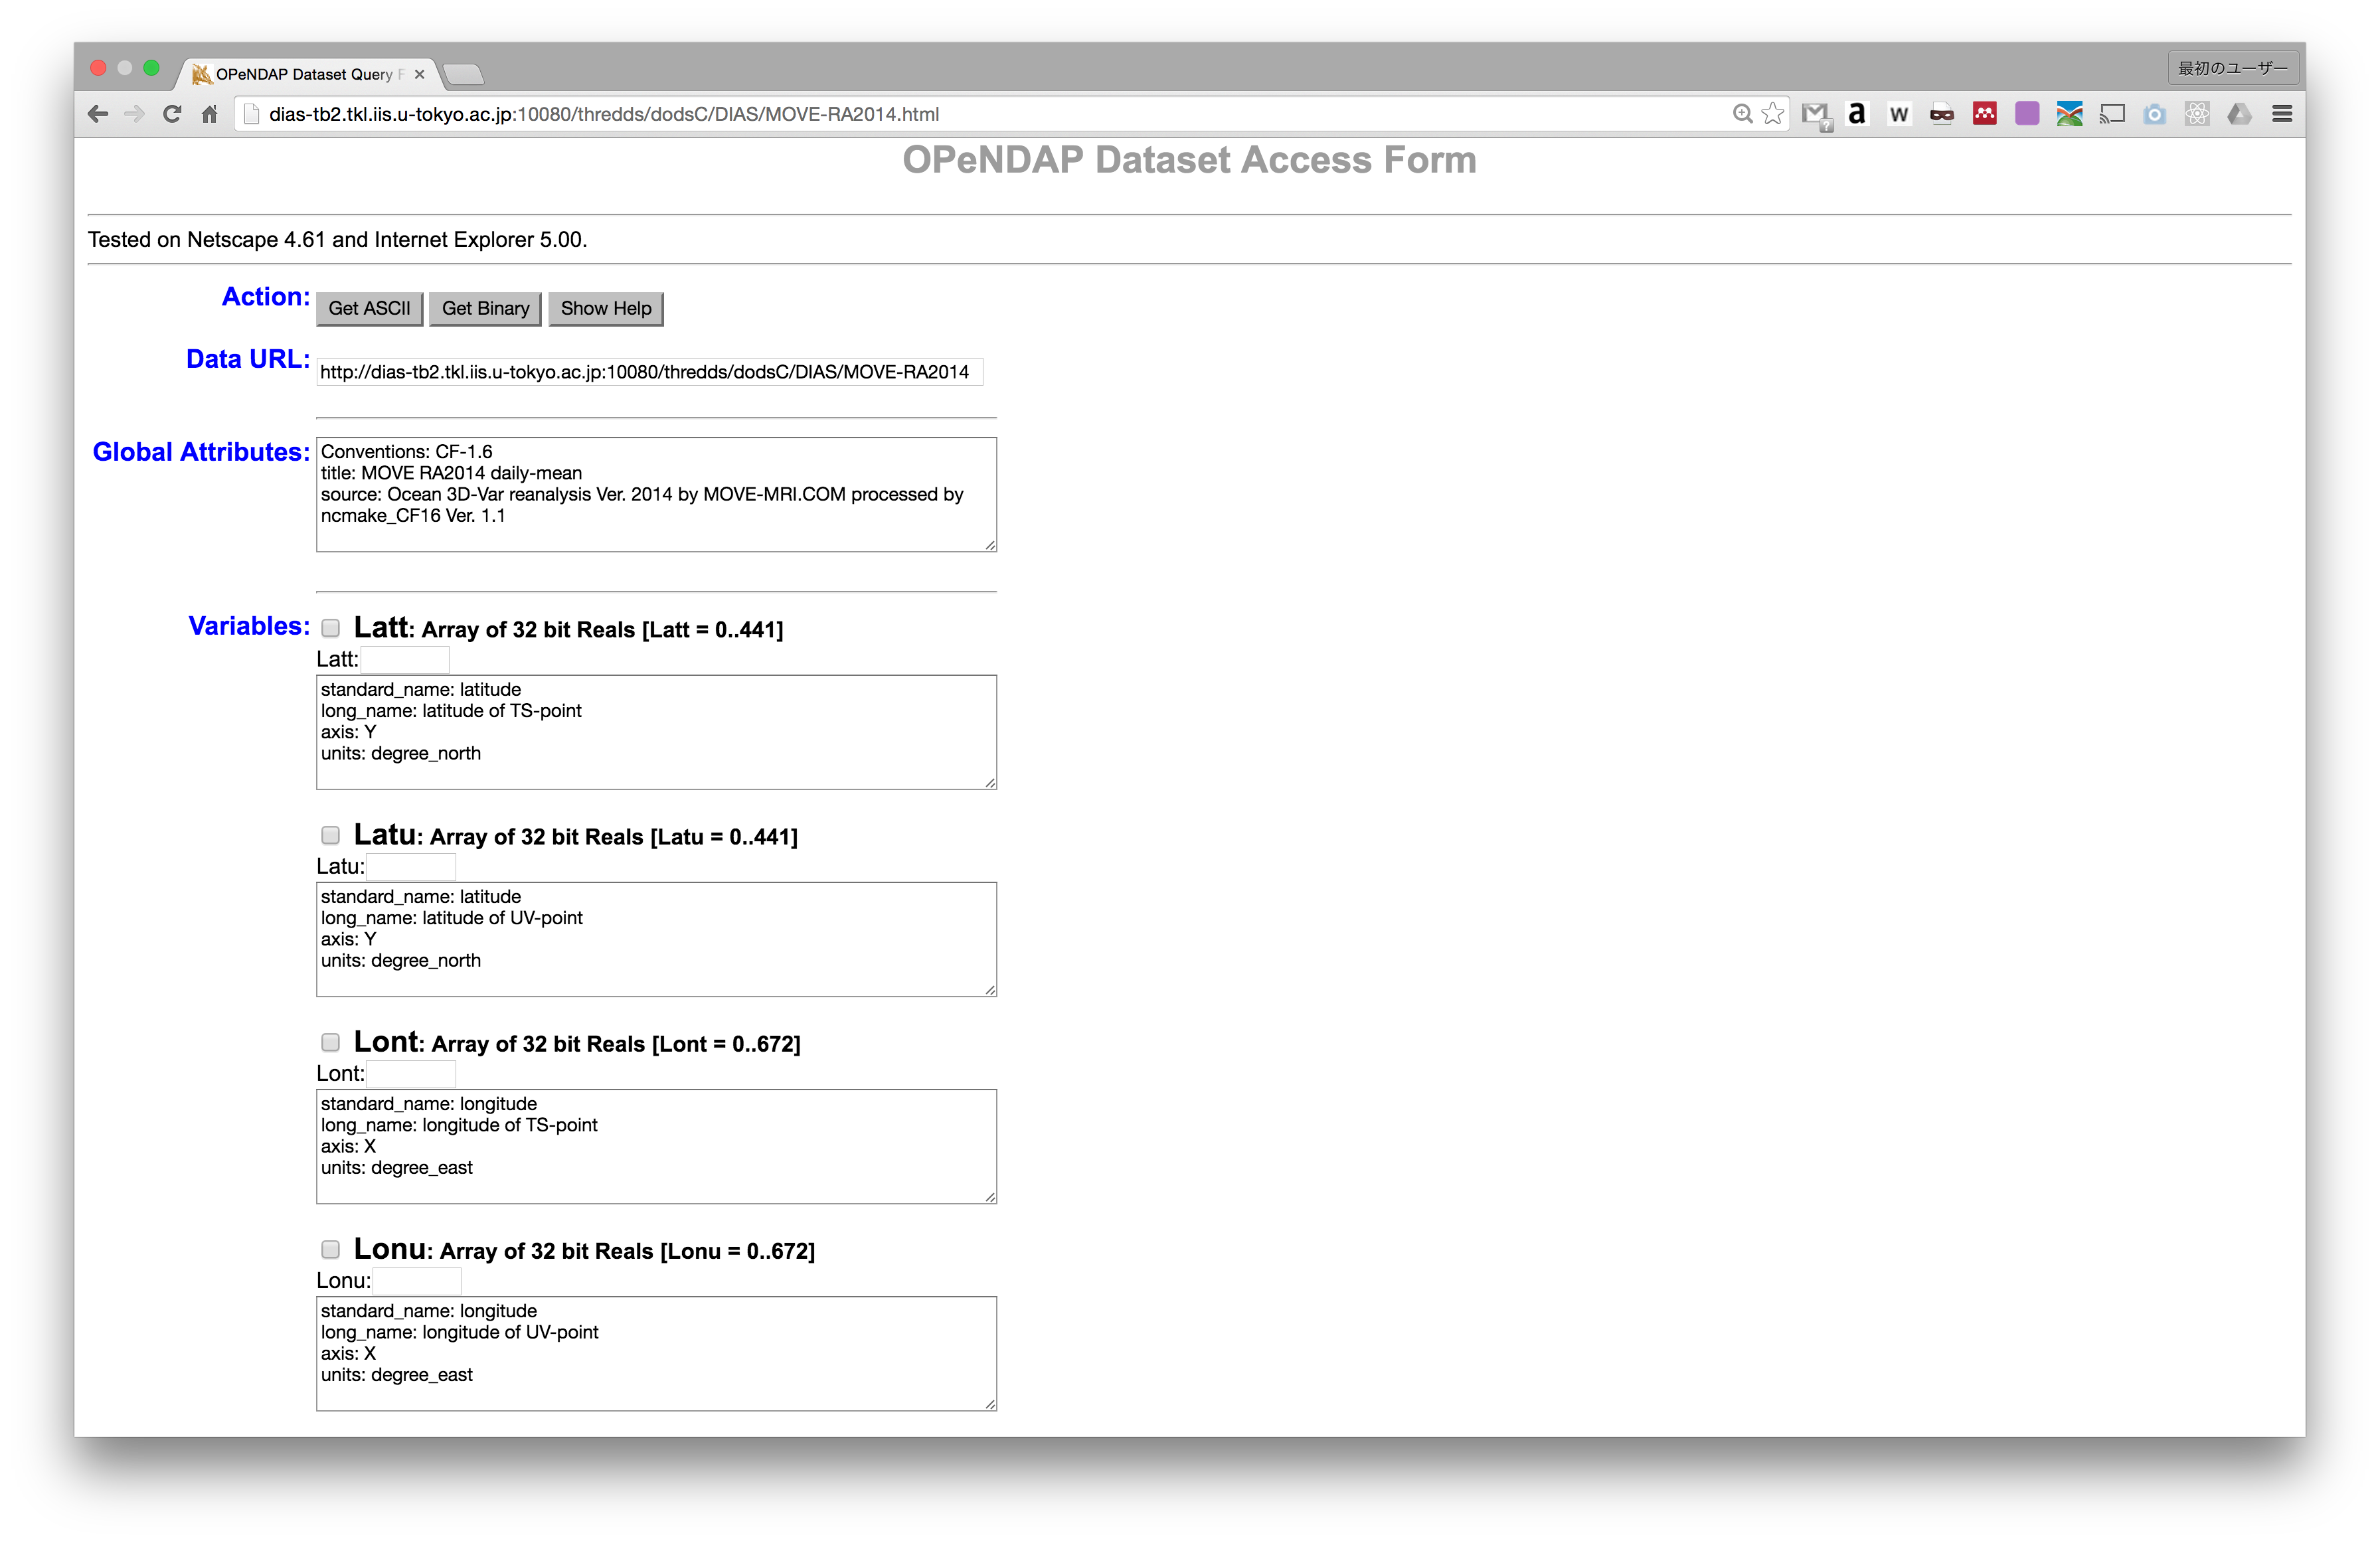 OPeNDAP Dataset Query F
最初のユーザー
dias-tb2.tkl.iis.u-tokyo.ac.jp:10080/thredds/dodsC/DIAS/MOVE-RA2014.html
OPeNDAP Dataset Access Form
Tested on Netscape 4.61 and Internet Explorer 5.00.
Action: Get ASCII Get Binary Show Help
Data URL: http://dias-tb2.tkl.iis.u-tokyo.ac.jp:10080/thredds/dodsC/DIAS/MOVE-RA2014
Global Attributes: Conventions: CF-1.6
title: MOVE RA2014 daily-mean
source: Ocean 3D-Var reanalysis Ver. 2014 by MOVE-MRI.COM processed by
ncmake_CF16 Ver. 1.1
Variables: Latt: Array of 32 bit Reals [Latt = 0..441]
Latt:
standard_name: latitude
long_name: latitude of TS-point
axis: Y
units: degree_north
Latu: Array of 32 bit Reals [Latu = 0..441]
Latu:
standard_name: latitude
long_name: latitude of UV-point
axis: Y
units: degree_north
Lont: Array of 32 bit Reals [Lont = 0..672]
Lont:
standard_name: longitude
long_name: longitude of TS-point
axis: X
units: degree_east
Lonu: Array of 32 bit Reals [Lonu = 0..672]
Lonu:
standard_name: longitude
long_name: longitude of UV-point
axis: X
units: degree_east